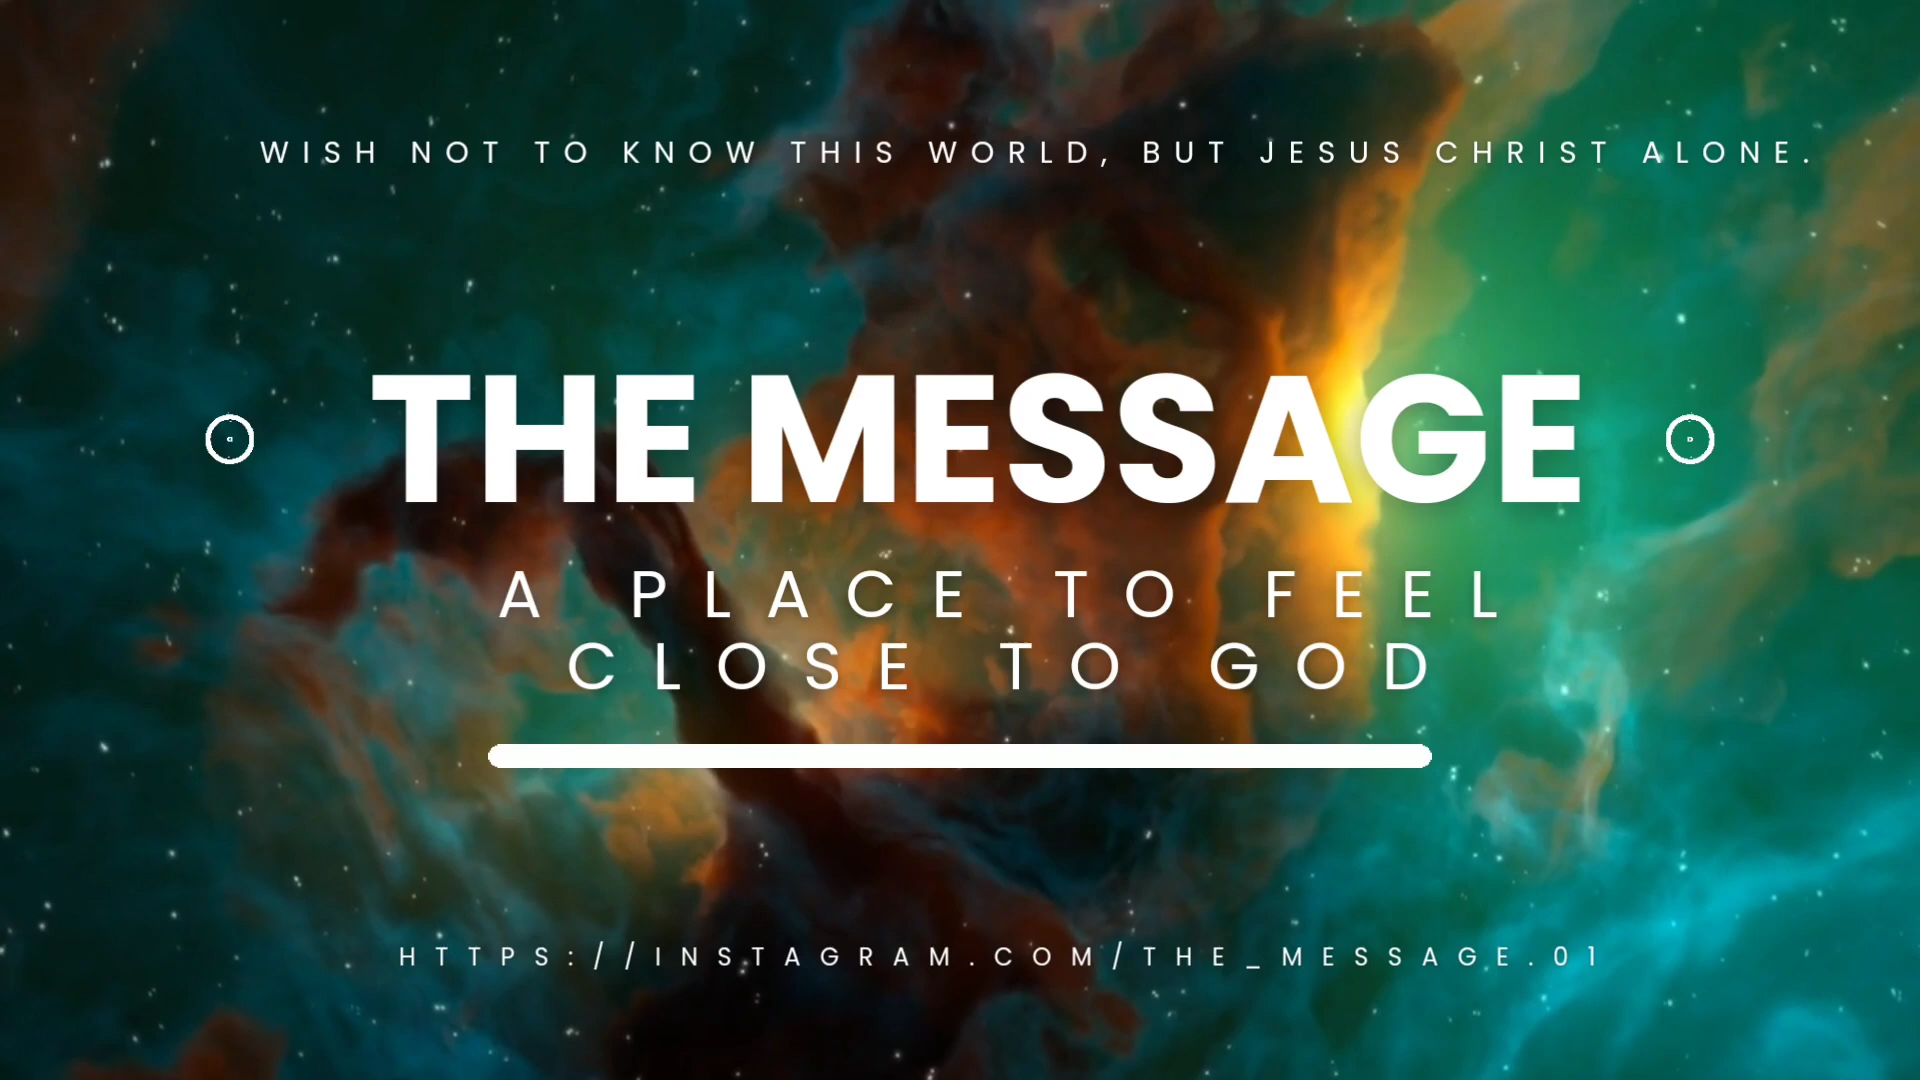 WISH NOT TO KNOW THIS WORLD, BUT JESUS CHRIST ALONE.
THE MESSAGE
A PLACE TO FEEL
CLOSE TO GOD
HTTPS://INSTAGRAM.COM/THE_MESSAGE.01